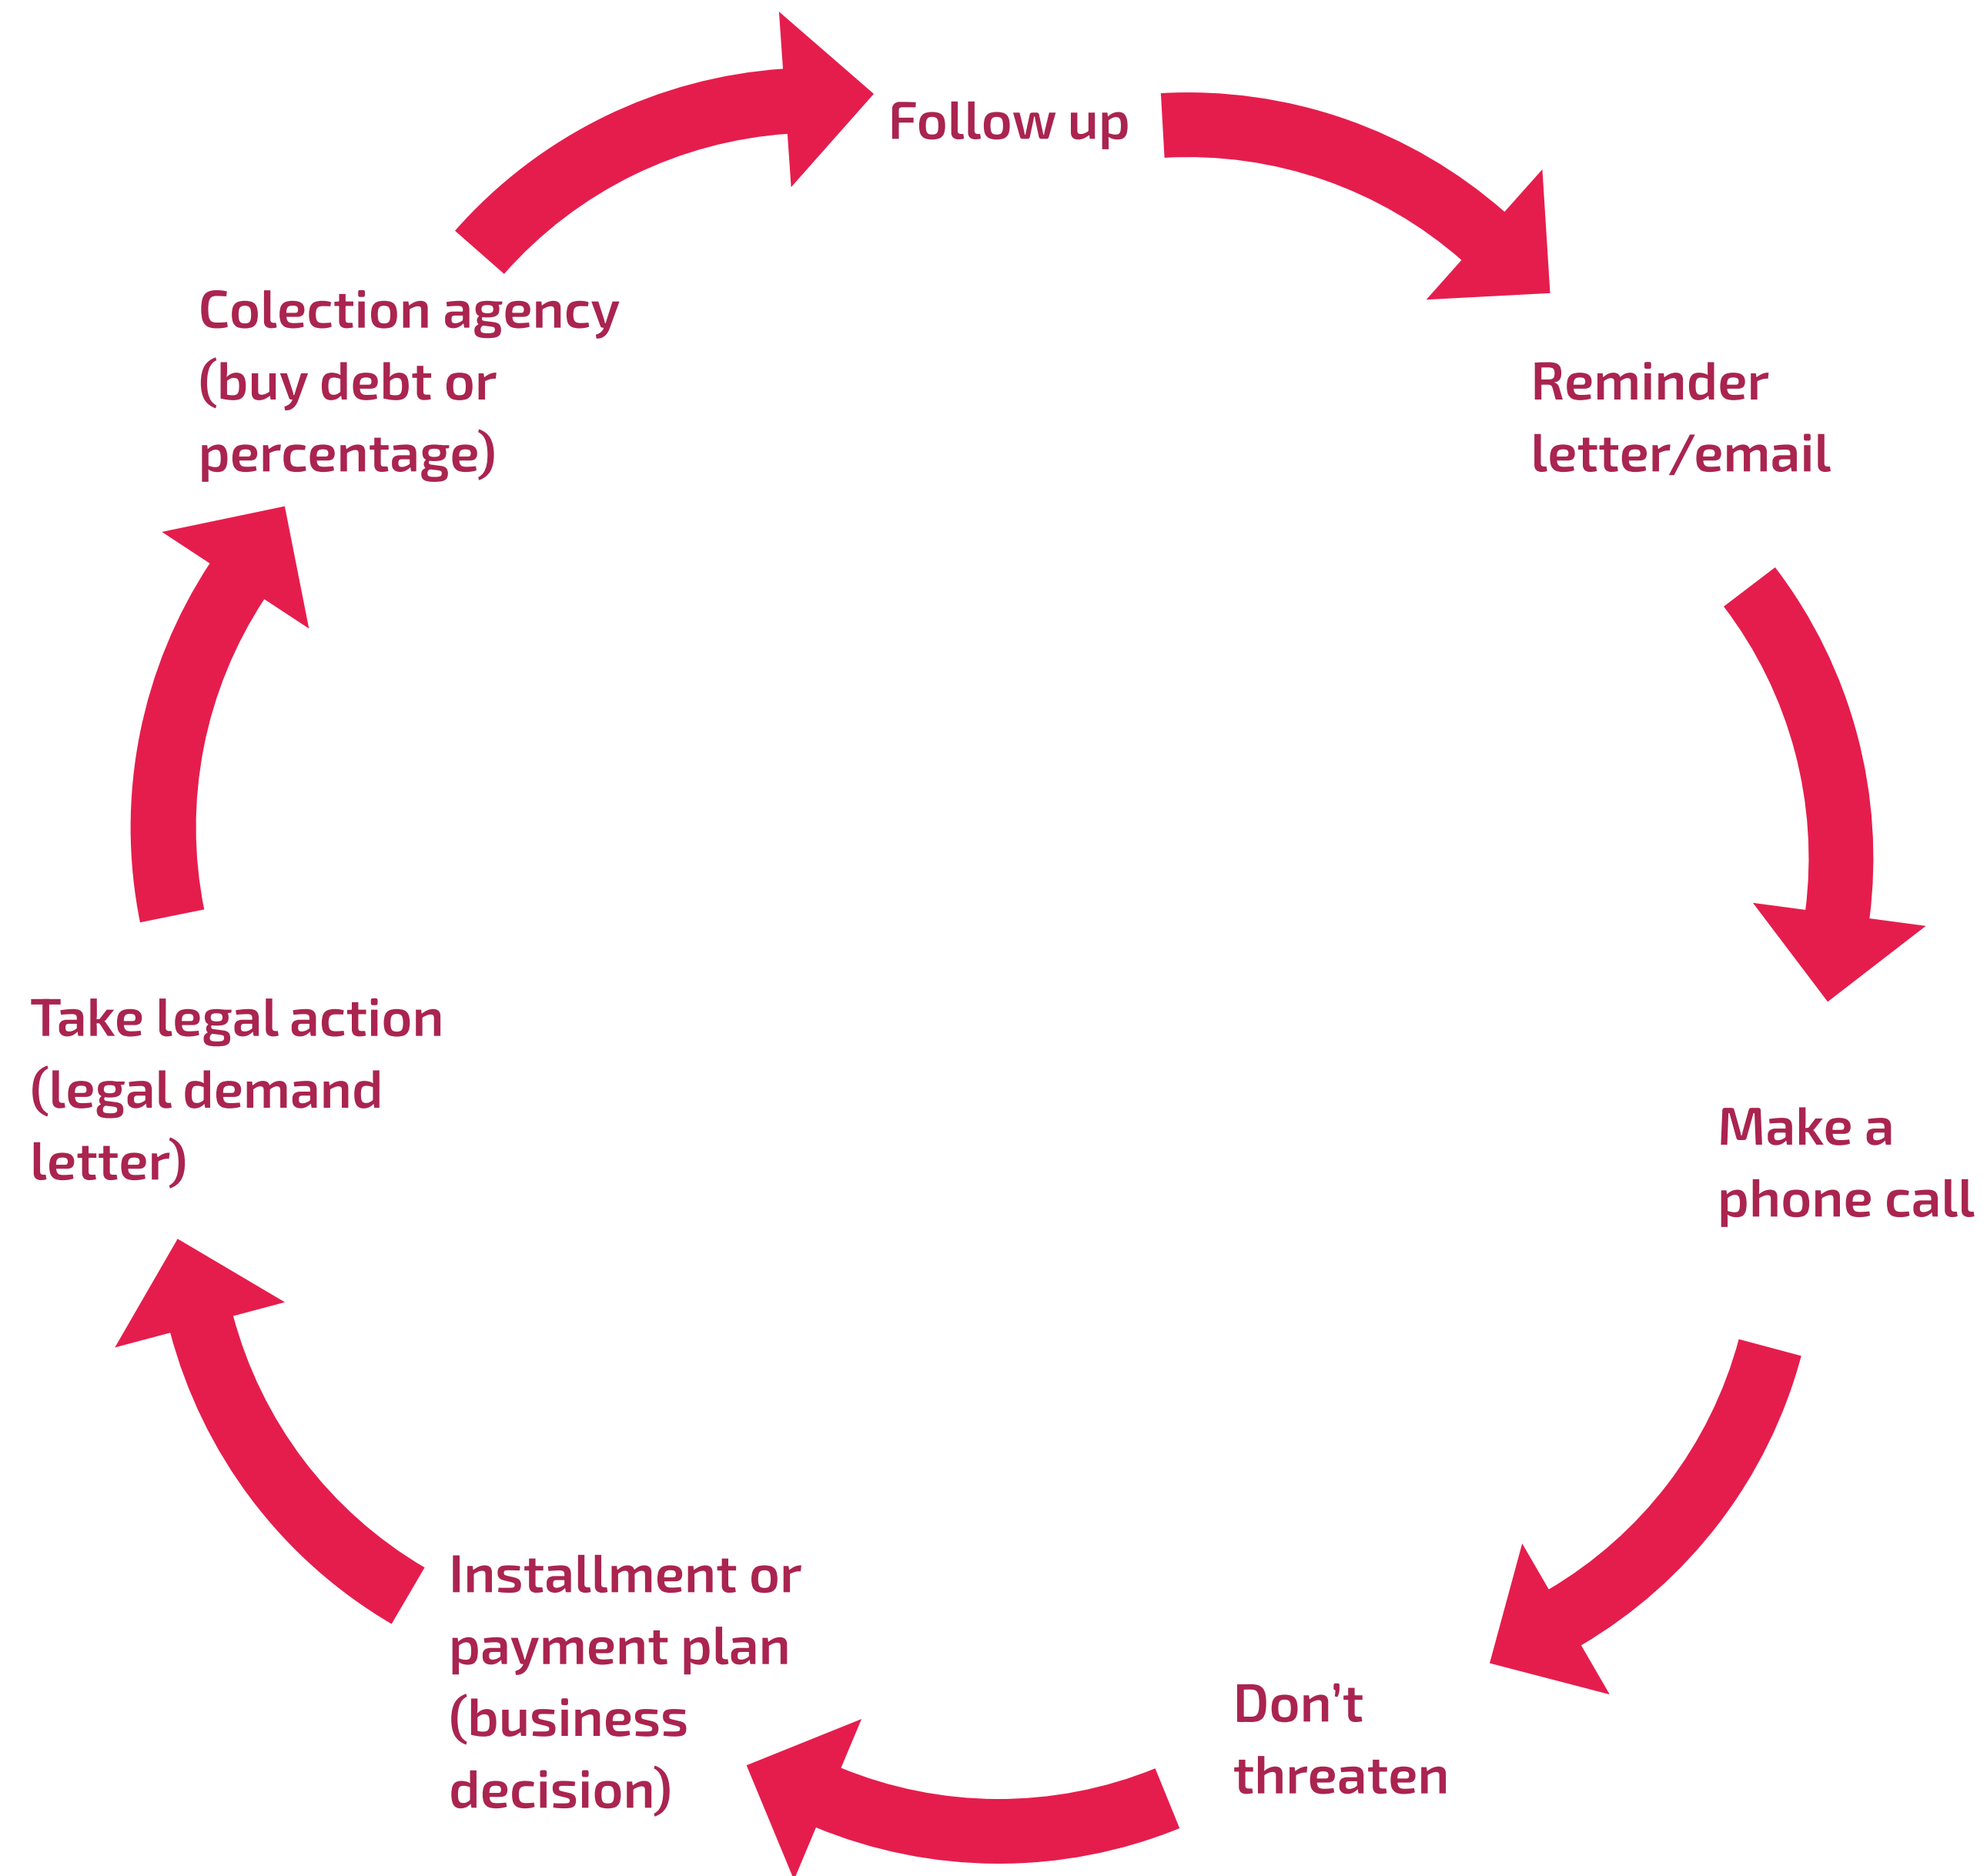 Follow up
Reminder
letter/email
Make a
phone call
Don't
threaten
Installment or
payment plan
(business
decision)
Take legal action
(legal demand
letter)
Colection agency
(buy debt or
percentage)